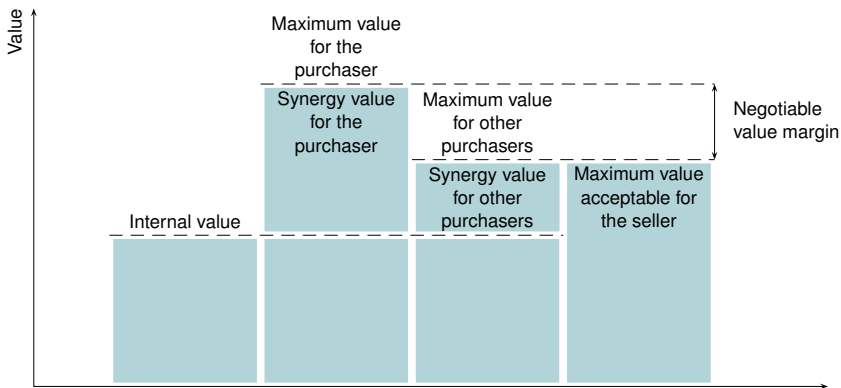 Value
Maximum value
for the
purchaser
Synergy value
for the
purchaser
Maximum value
for other
purchasers
Negotiable
value margin
Internal value
Synergy value
for other
purchasers
Maximum value
acceptable for
the seller